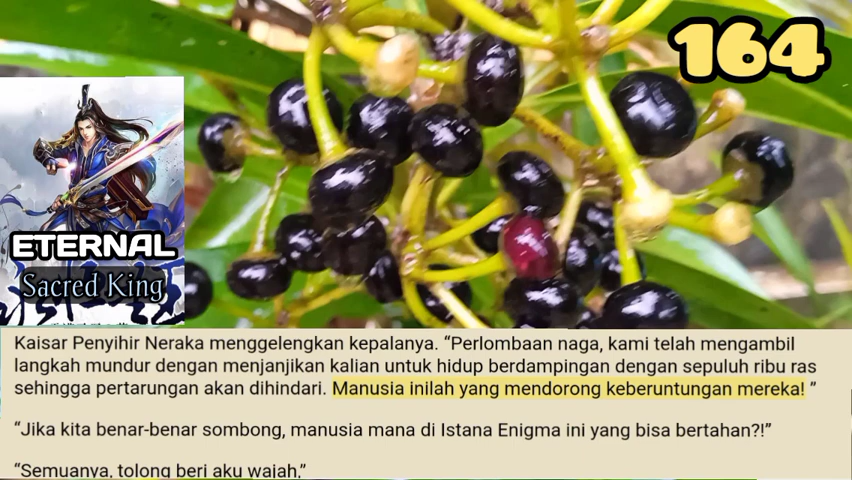 164
ETERNAL
Sacred King
Kaisar Penyihir Neraka menggelengkan kepalanya. “Perlombaan naga, kami telah mengambil
langkah mundur dengan menjanjikan kalian untuk hidup berdampingan dengan sepuluh ribu ras
sehingga pertarungan akan dihindari. Manusia inilah yang mendorong keberuntungan mereka! ”
“Jika kita benar-benar sombong, manusia mana di Istana Enigma ini yang bisa bertahan?!”
“Semuanya, tolong beri aku wajah,”